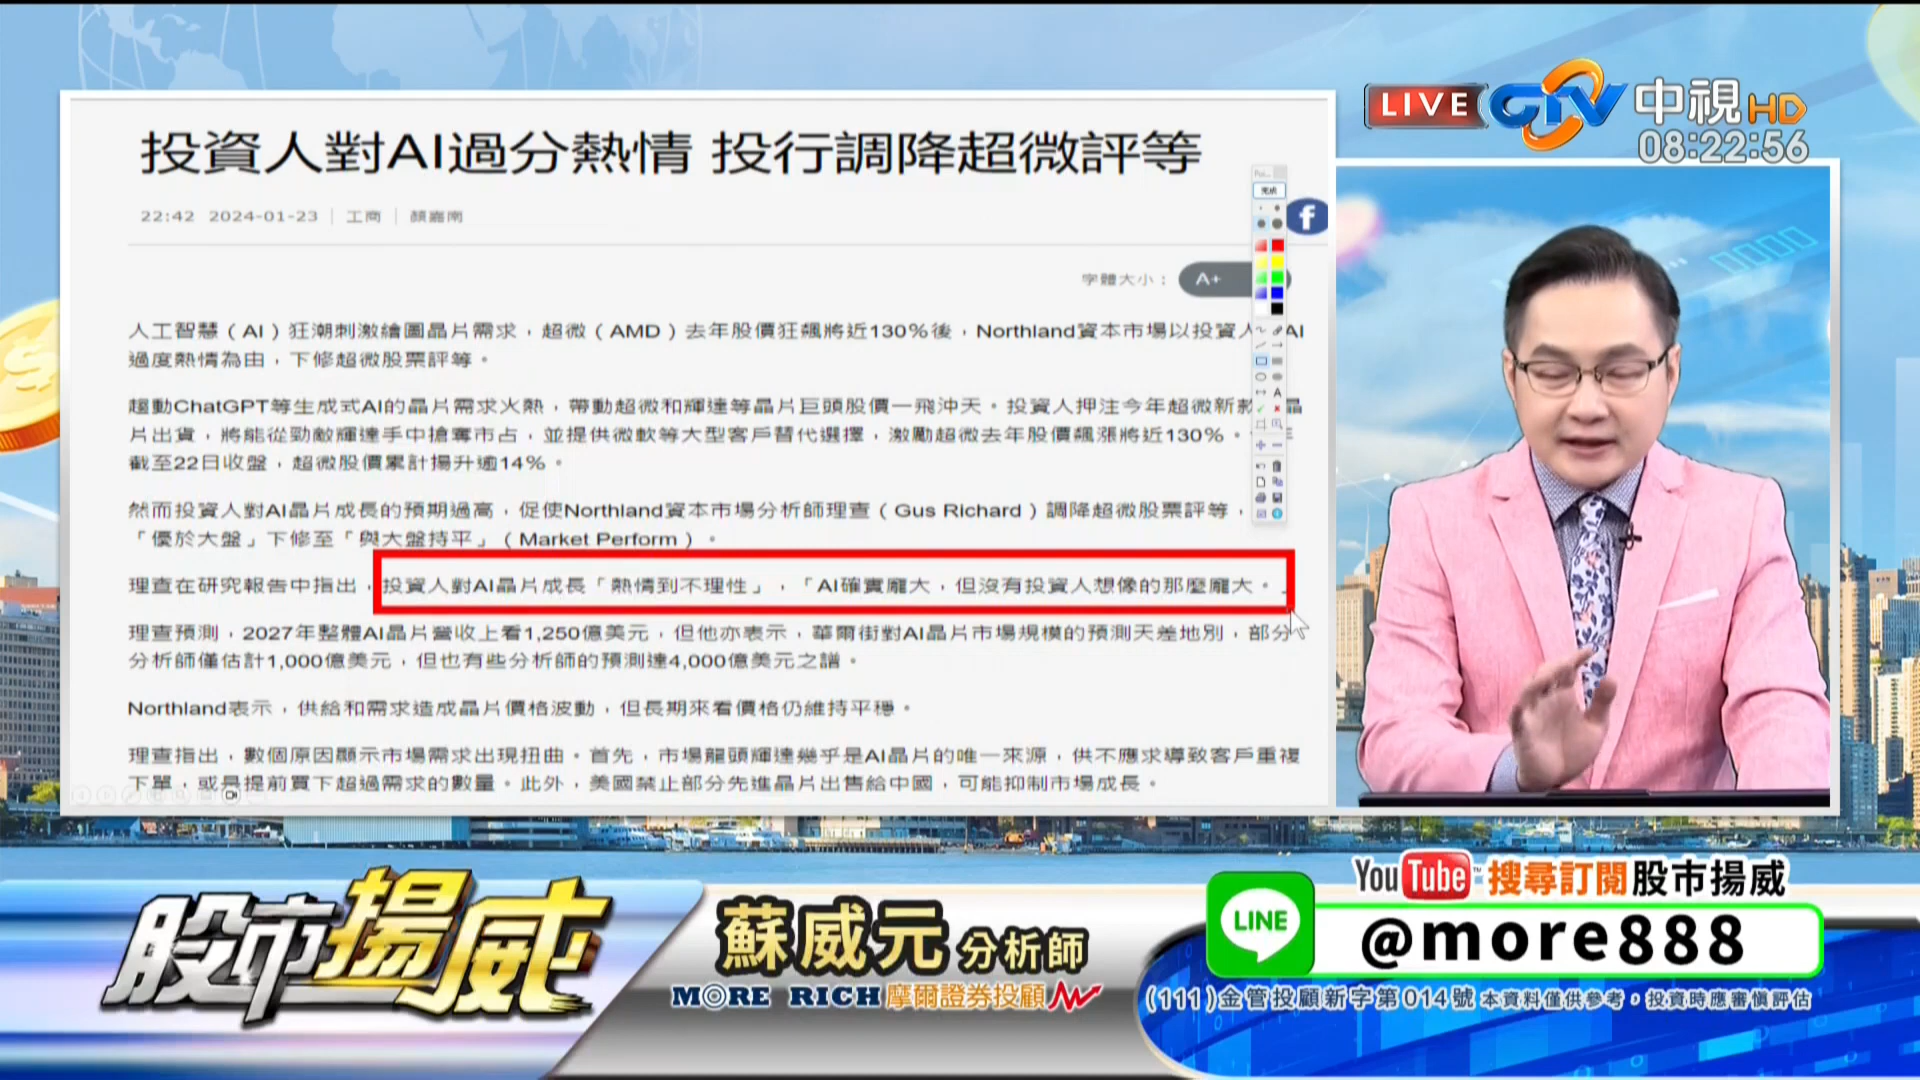 投資人對AI過分熱情 投行調降超微評等
22:42 2024-01-23 | 工商 | 顏嘉南
字體大小：
A+
人工智慧（AI）狂潮刺激繪圖晶片需求，超微（AMD）去年股價狂飆將近130%後，Northland資本市場以投資人 AI
過度熱情為由，下修超微股票評等。
趨動ChatGPT等生成式AI的晶片需求火熱，帶動超微和輝達等晶片巨頭股價一飛沖天。投資人押注今年超微新款 晶
片出貨，將能從勁敵輝達手中搶奪市占，並提供微軟等大型客戶替代選擇，激勵超微去年股價飆漲將近130%。
截至22日收盤，超微股價累計揚升逾14%。
然而投資人對AI晶片成長的預期過高，促使Northland資本市場分析師理查（Gus Richard）調降超微股票評等，
「優於大盤」下修至「與大盤持平」（Market Perform）。
理查在研究報告中指出，投資人對AI晶片成長「熱情到不理性」，「AI確實龐大，但沒有投資人想像的那麼龐大。」
理查預測，2027年整體AI晶片營收上看1,250億美元，但他亦表示，華爾街對AI晶片市場規模的預測天差地別，部分
分析師僅估計1,000億美元，但也有些分析師的預測達4,000億美元之譜。
Northland表示，供給和需求造成晶片價格波動，但長期來看價格仍維持平穩。
理查指出，數個原因顯示市場需求出現扭曲。首先，市場龍頭輝達幾乎是AI晶片的唯一來源，供不應求導致客戶重複
下單，或是提前買下超過需求的數量。此外，美國禁止部分先進晶片出售給中國，可能抑制市場成長。
完成
f
LIVE CTV 中視HD
08:22:56
股市揚威
蘇威元 分析師
MORE RICH 摩爾證券投顧
YouTube 搜尋訂閱 股市揚威
LINE
@more888
(111)金管投顧新字第014號 本資料僅供參考，投資時應審慎評估